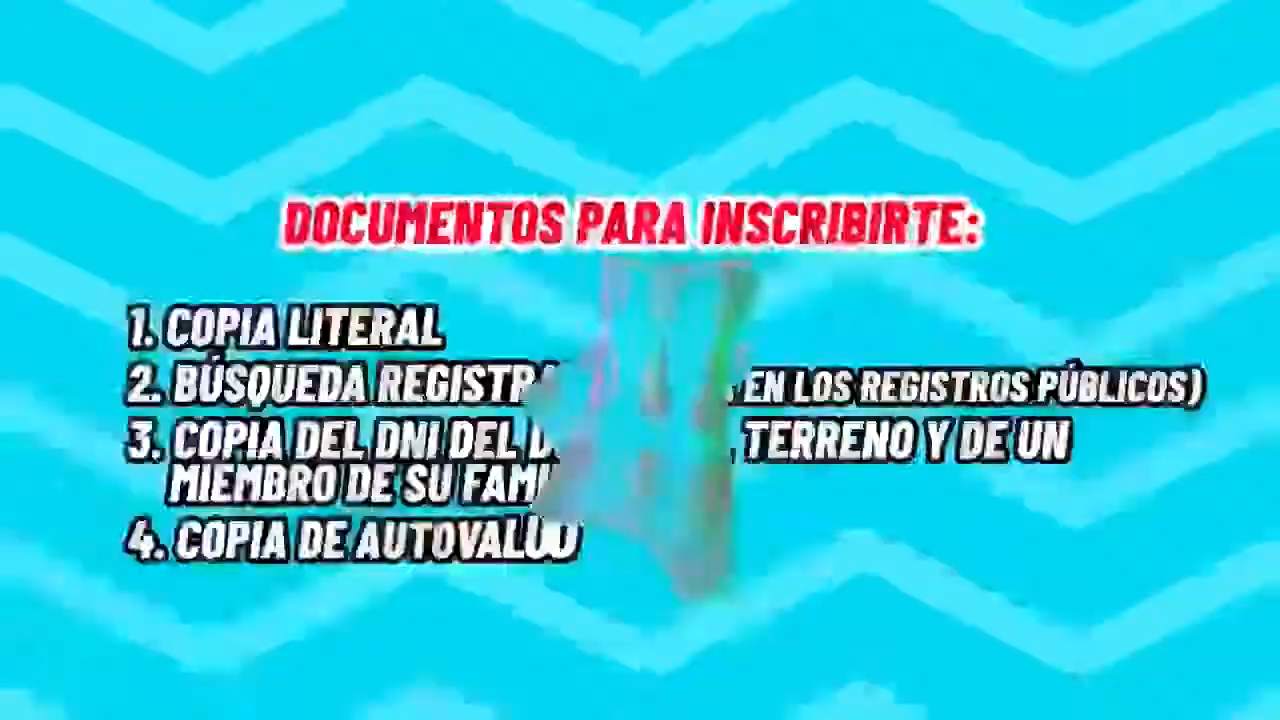 DOCUMENTOS PARA INSCRIBIRTE:
1. COPIA LITERAL
2. BÚSQUEDA EN LOS REGISTROS PÚBLICOS)
3. COPIA DEL DNI DEL TERRENO Y DE UN
MIEMBRO DE SU
4. COPIA DE AUTOVALÚO